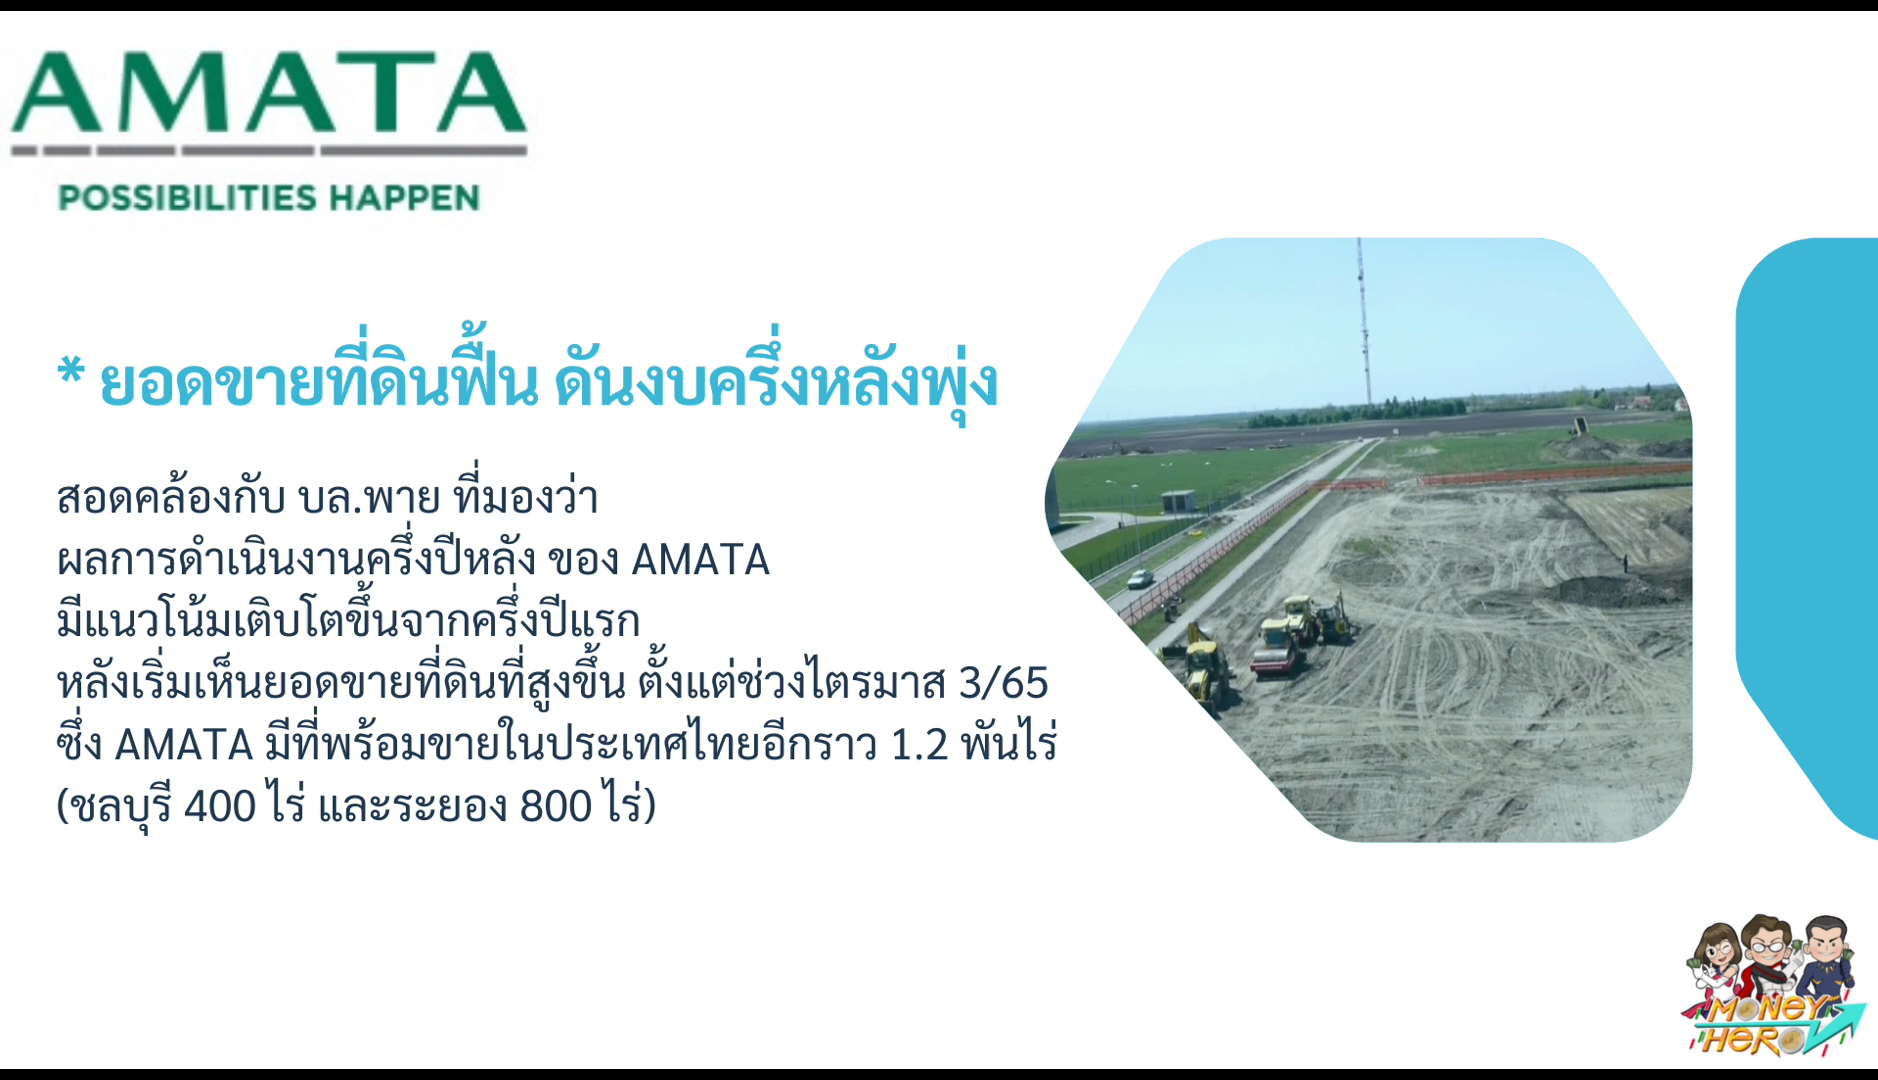 AMATA
POSSIBILITIES HAPPEN
* ยอดขายที่ดินฟื้น ดันงบครึ่งหลังพุ่ง
สอดคล้องกับ บล.พาย ที่มองว่า
ผลการดำเนินงานครึ่งปีหลัง ของ AMATA
มีแนวโน้มเติบโตขึ้นจากครึ่งปีแรก
หลังเริ่มเห็นยอดขายที่ดินที่สูงขึ้น ตั้งแต่ช่วงไตรมาส 3/65
ซึ่ง AMATA มีที่พร้อมขายในประเทศไทยอีกราว 1.2 พันไร่
(ชลบุรี 400 ไร่ และระยอง 800 ไร่)
MONEY
HERO